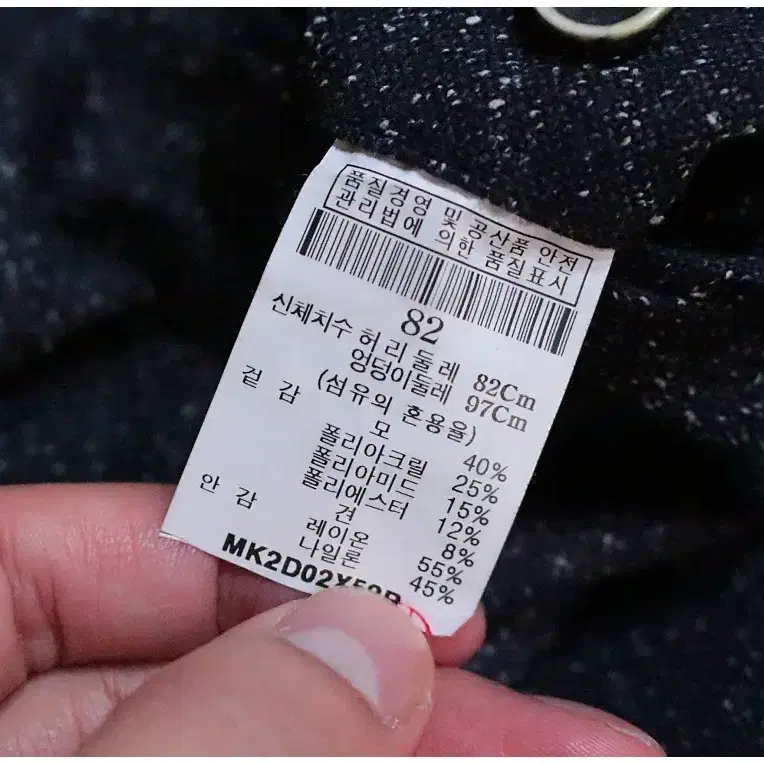 품질경영 및 공산품 안전
관리법에 의한 품질표시
82
신체치수 허리둘레 82Cm
엉덩이둘레 97Cm
겉 감 (섬유의 혼용율)
모 40%
폴리아크릴 25%
폴리아미드 15%
폴리에스터 12%
견 8%
안 감 레이온 55%
나일론 45%